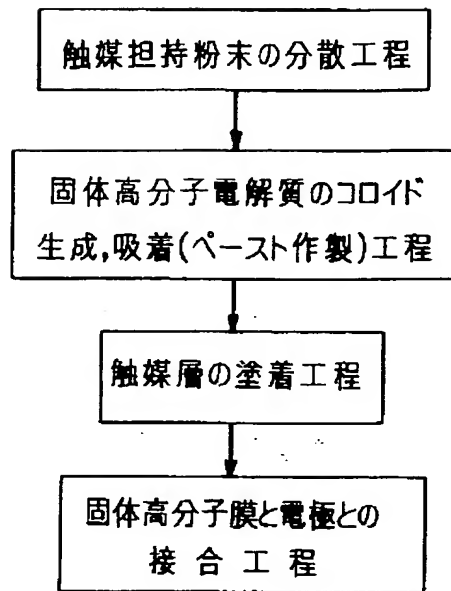 触媒担持粉末の分散工程
固体高分子電解質のコロイド
生成,吸着(ペースト作製)工程
触媒層の塗着工程
固体高分子膜と電極との
接合工程